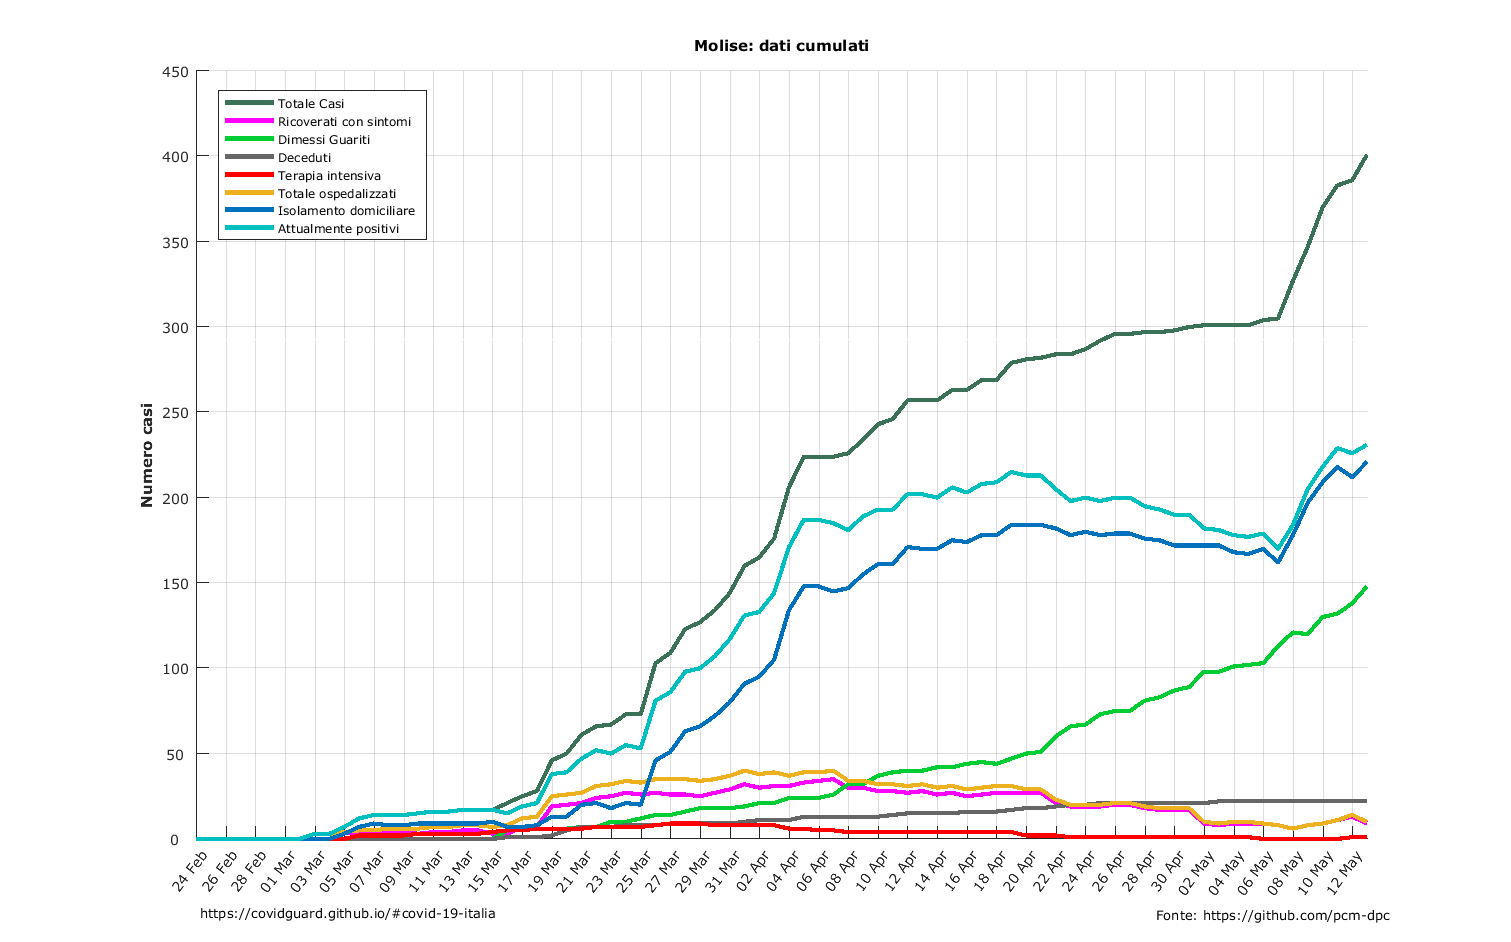 Molise: dati cumulati
450
400
350
300
250
200
150
100
50
0
Numero casi
Totale Casi
Ricoverati con sintomi
Dimessi Guariti
Deceduti
Terapia intensiva
Totale ospedalizzati
Isolamento domiciliare
Attualmente positivi
24 Feb
26 Feb
28 Feb
01 Mar
03 Mar
05 Mar
07 Mar
09 Mar
11 Mar
13 Mar
15 Mar
17 Mar
19 Mar
21 Mar
23 Mar
25 Mar
27 Mar
29 Mar
31 Mar
02 Apr
04 Apr
06 Apr
08 Apr
10 Apr
12 Apr
14 Apr
16 Apr
18 Apr
20 Apr
22 Apr
24 Apr
26 Apr
28 Apr
30 Apr
02 May
04 May
06 May
08 May
10 May
12 May
https://covidguard.github.io/#covid-19-italia
Fonte: https://github.com/pcm-dpc